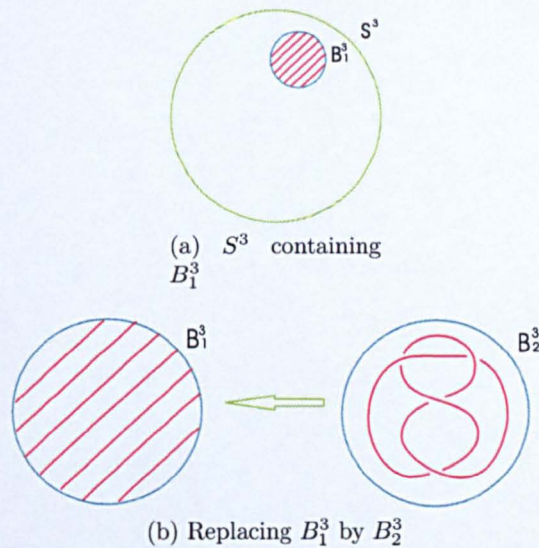 S³
B³₁
(a) S³ containing
B³₁
B³₁
B³₂
(b) Replacing B³₁ by B³₂